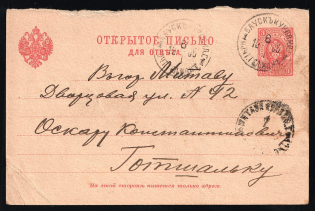 ОТКРЫТОЕ ПИСЬМО
ДЛЯ ОТВѢТА.
Въ гор. Митаву
Дворцовая ул. № 12
Оскару Константиновичу
Готшальку
На этой сторонѣ пишется только адресъ.